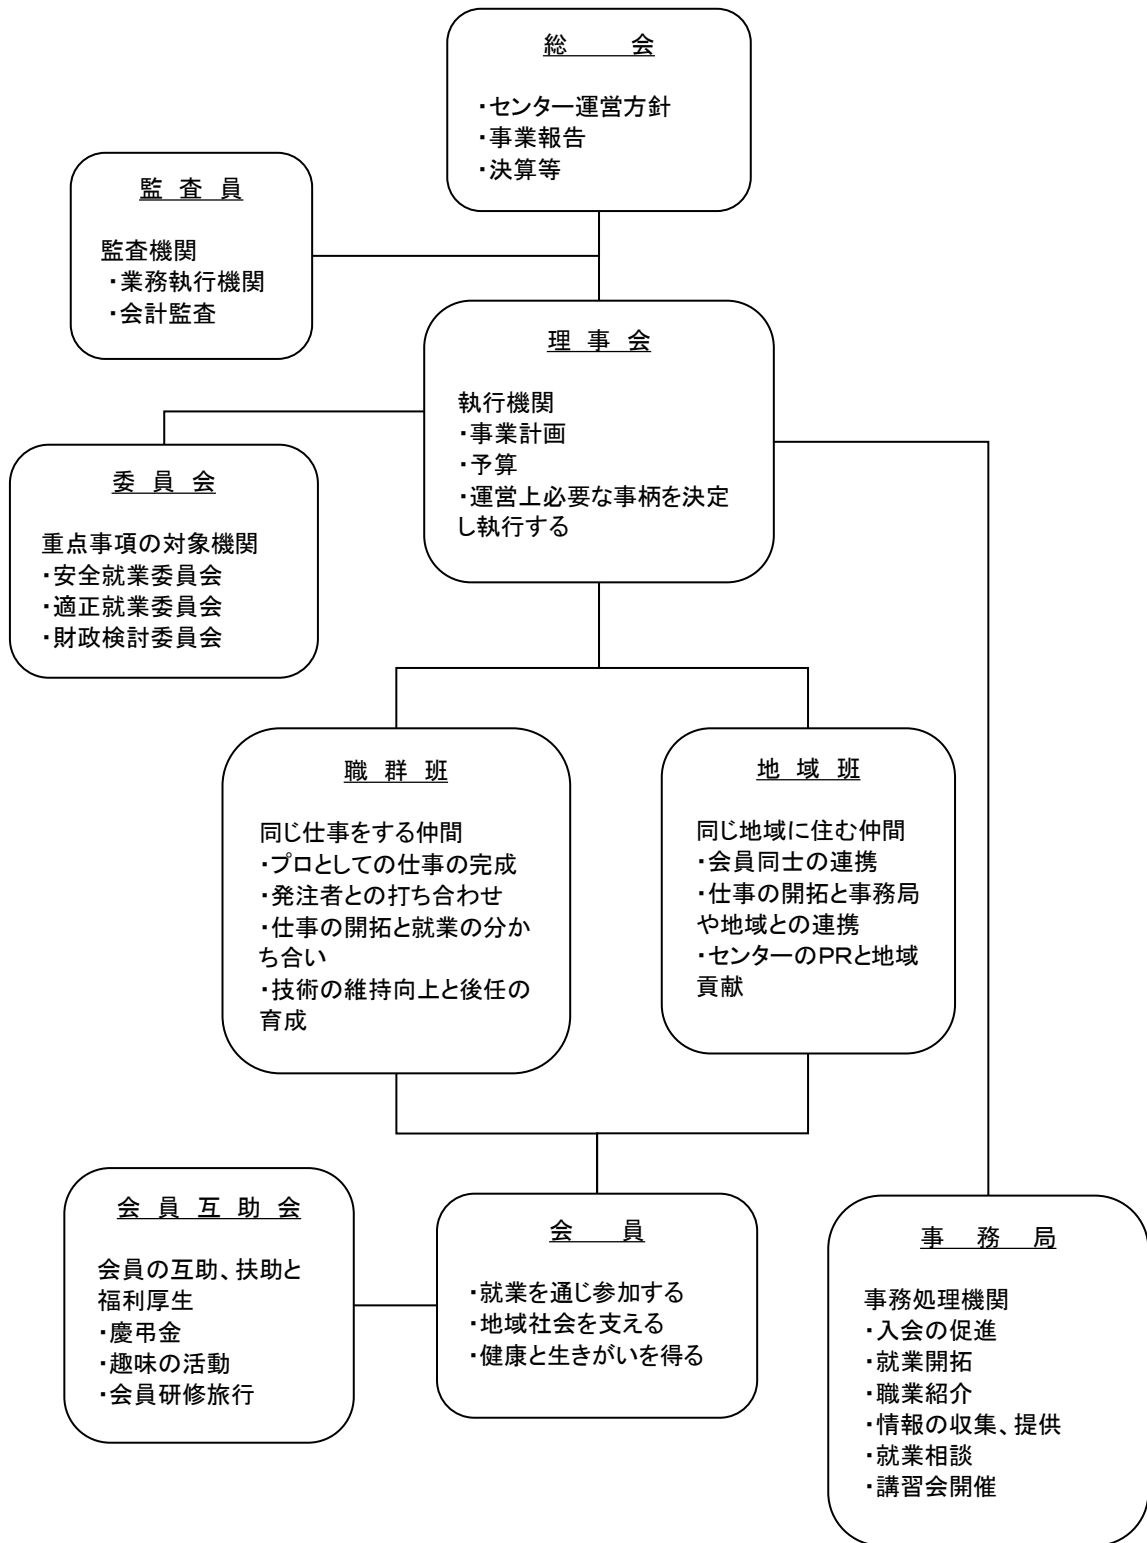 総　会
・センター運営方針
・事業報告
・決算等
監 査 員
監査機関
・業務執行機関
・会計監査
理 事 会
執行機関
・事業計画
・予算
・運営上必要な事柄を決定
し執行する
委 員 会
重点事項の対象機関
・安全就業委員会
・適正就業委員会
・財政検討委員会
職 群 班
同じ仕事をする仲間
・プロとしての仕事の完成
・発注者との打ち合わせ
・仕事の開拓と就業の分か
ち合い
・技術の維持向上と後任の
育成
地 域 班
同じ地域に住む仲間
・会員同士の連携
・仕事の開拓と事務局
や地域との連携
・センターのＰＲと地域
貢献
会 員 互 助 会
会員の互助、扶助と
福利厚生
・慶弔金
・趣味の活動
・会員研修旅行
会　員
・就業を通じ参加する
・地域社会を支える
・健康と生きがいを得る
事　務　局
事務処理機関
・入会の促進
・就業開拓
・職業紹介
・情報の収集、提供
・就業相談
・講習会開催